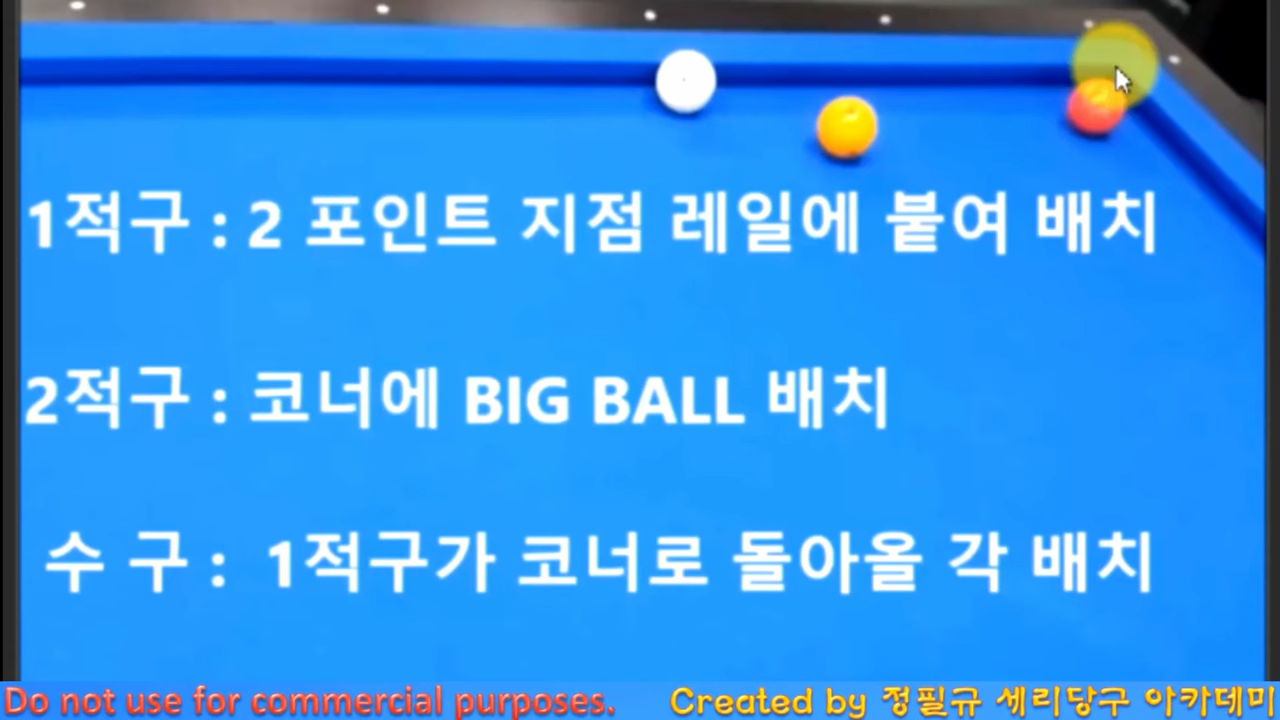 1적구 : 2 포인트 지점 레일에 붙여 배치
2적구 : 코너에 BIG BALL 배치
수 구 : 1적구가 코너로 돌아올 각 배치
Do not use for commercial purposes. Created by 정필규 세리당구 아카데미